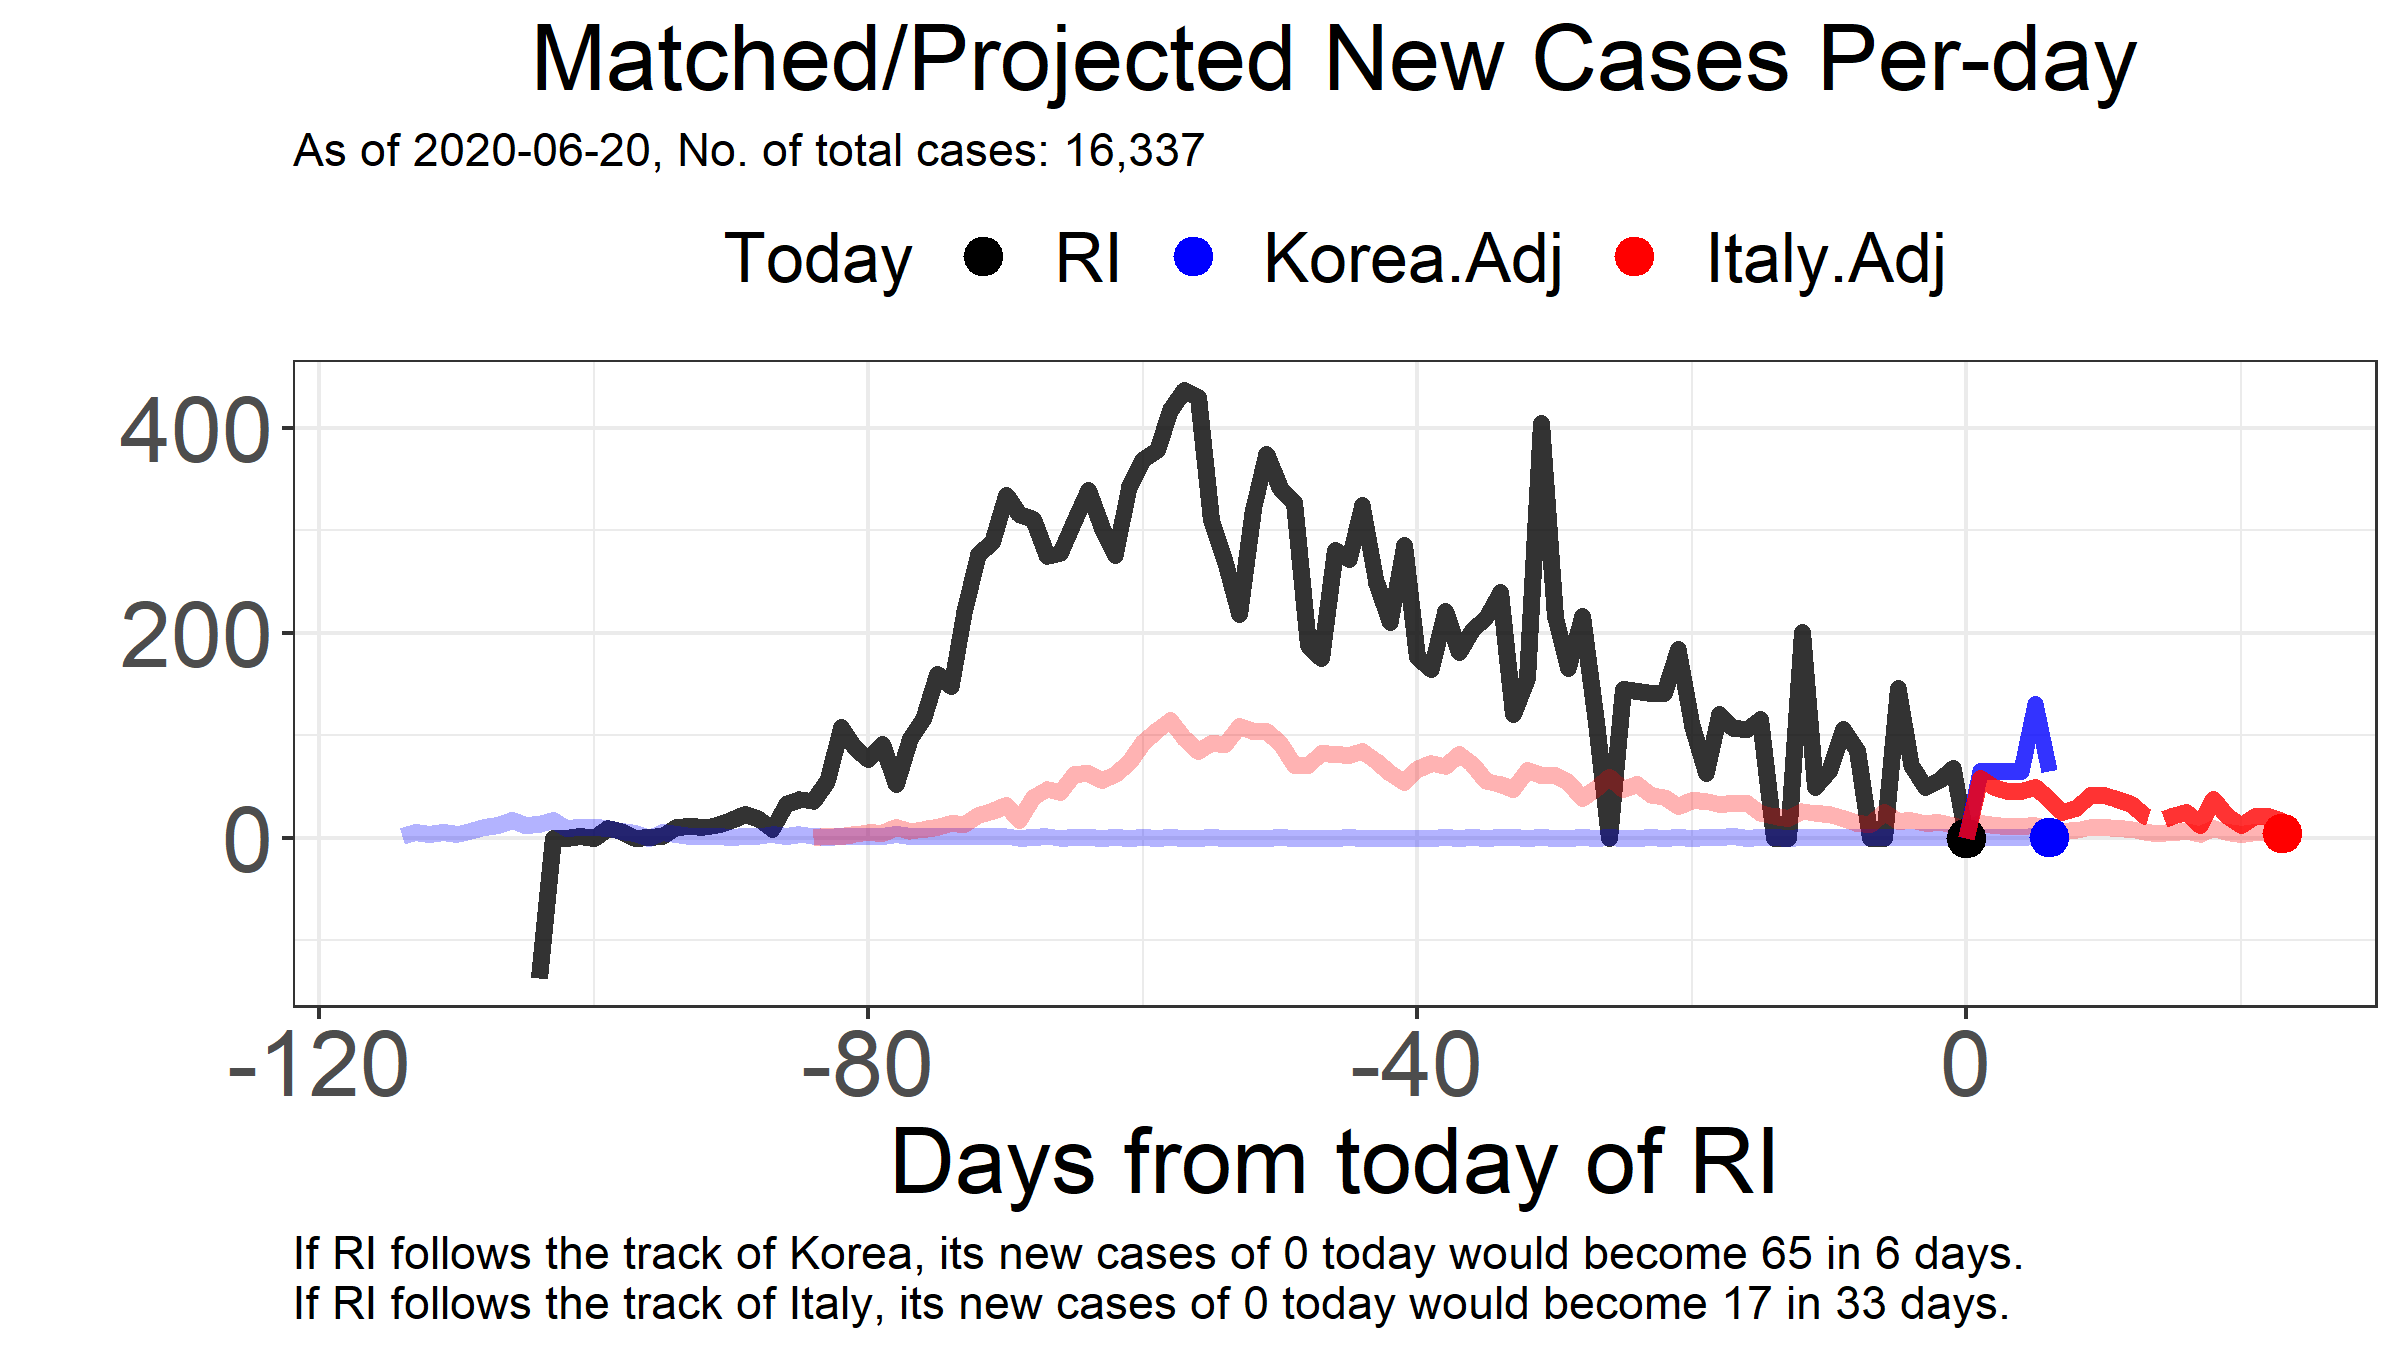 Matched/Projected New Cases Per-day
As of 2020-06-20, No. of total cases: 16,337
Today RI Korea.Adj Italy.Adj
400
200
0
-120 -80 -40 0
Days from today of RI
If RI follows the track of Korea, its new cases of 0 today would become 65 in 6 days.
If RI follows the track of Italy, its new cases of 0 today would become 17 in 33 days.